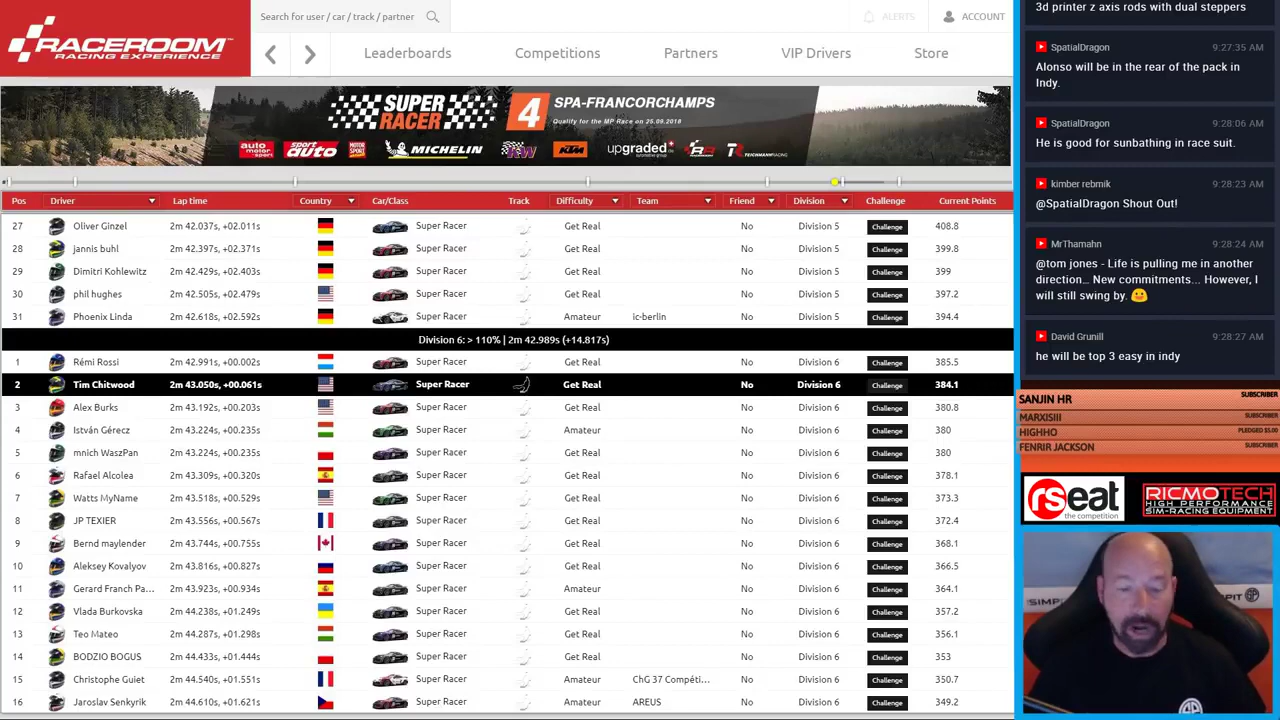 RACEROOM
RACING EXPERIENCE
Search for user / car / track / partner
ALERTS
ACCOUNT
Leaderboards
Competitions
Partners
VIP Drivers
Store
SUPER RACER
4
SPA-FRANCORCHAMPS
Qualify for the MP Race on 25.09.2018
auto motor sport
sport auto
MOTOR SPORT
MICHELIN
KW
KTM
upgraded
TEICHMANN RACING
Pos Driver Lap time Country Car/Class Track Difficulty Team Friend Division Challenge Current Points
27 Oliver Ginzel 2m 42.037s, +02.011s Super Racer Get Real No Division 5 Challenge 408.8
28 jannis buhl 2m 42.397s, +02.371s Super Racer Get Real No Division 5 Challenge 399.8
29 Dimitri Kohlewitz 2m 42.429s, +02.403s Super Racer Get Real No Division 5 Challenge 399
30 phil hughes 2m 42.505s, +02.479s Super Racer Get Real No Division 5 Challenge 397.2
31 Phoenix Linda 2m 42.618s, +02.592s Super Racer Amateur ic-berlin No Division 5 Challenge 394.4
Division 6: > 110% | 2m 42.989s (+14.817s)
1 Rémi Rossi 2m 42.991s, +00.002s Super Racer Get Real No Division 6 Challenge 385.5
2 Tim Chitwood 2m 43.050s, +00.061s Super Racer Get Real No Division 6 Challenge 384.1
3 Alex Burks 2m 43.192s, +00.203s Super Racer Get Real No Division 6 Challenge 380.8
4 István Gérecz 2m 43.224s, +00.235s Super Racer Amateur No Division 6 Challenge 380
5 mnich WaszPan 2m 43.224s, +00.235s Super Racer Get Real No Division 6 Challenge 380
6 Rafael Alcolea Super Racer Get Real No Division 6 Challenge
7 Watts MyName 2m 43.518s, +00.529s Super Racer Get Real No Division 6 Challenge
8 JP TEXIER 2m 43.556s, +00.567s Super Racer Get Real No Division 6 Challenge
9 Bernd maylender 2m 43.744s, +00.755s Super Racer Get Real No Division 6 Challenge 368.1
10 Aleksey Kovalyov 2m 43.816s, +00.827s Super Racer Get Real No Division 6 Challenge
11 Gerard Franch Pa... 2m 43.923s, +00.934s Super Racer Amateur No Division 6 Challenge
12 Vlada Burkovska 2m 44.238s, +01.249s Super Racer Amateur No Division 6 Challenge 357.2
13 Teo Mateo 2m 44.287s, +01.298s Super Racer Get Real No Division 6 Challenge 356.1
14 BOGUS 2m 44.433s, +01.444s Super Racer Get Real No Division 6 Challenge 353
15 Christophe Guiet 2m 44.540s, +01.551s Super Racer Amateur ChG 37 Compéti... No Division 6 Challenge
16 Jaroslav Senkyrik 2m 44.610s, +01.621s Super Racer Amateur AREUS No Division 6 Challenge 349.2
3d printer z axis rods with dual steppers
SpatialDragon 9:27:35 AM
Alonso will be in the rear of the pack in
Indy.
SpatialDragon 9:28:06 AM
He is good for sunbathing in race suit.
kimber rebmik 9:28:23 AM
@SpatialDragon Shout Out!
MrThamahn 9:28:24 AM
@tom jones - Life is pulling me in another
direction... New commitments... However, I
will still swing by.
David Grunill 9:28:27 AM
he will be top 3 easy in indy
SANJIN HR SUBSCRIBER
MARXISIII SUBSCRIBER
HIGHHO PLEDGED $5.00
FENRIR JACKSON SUBSCRIBER
rseat
the competition
RICMOTECH
HIGH PERFORMANCE
SIM-RACING EQUIPMENT